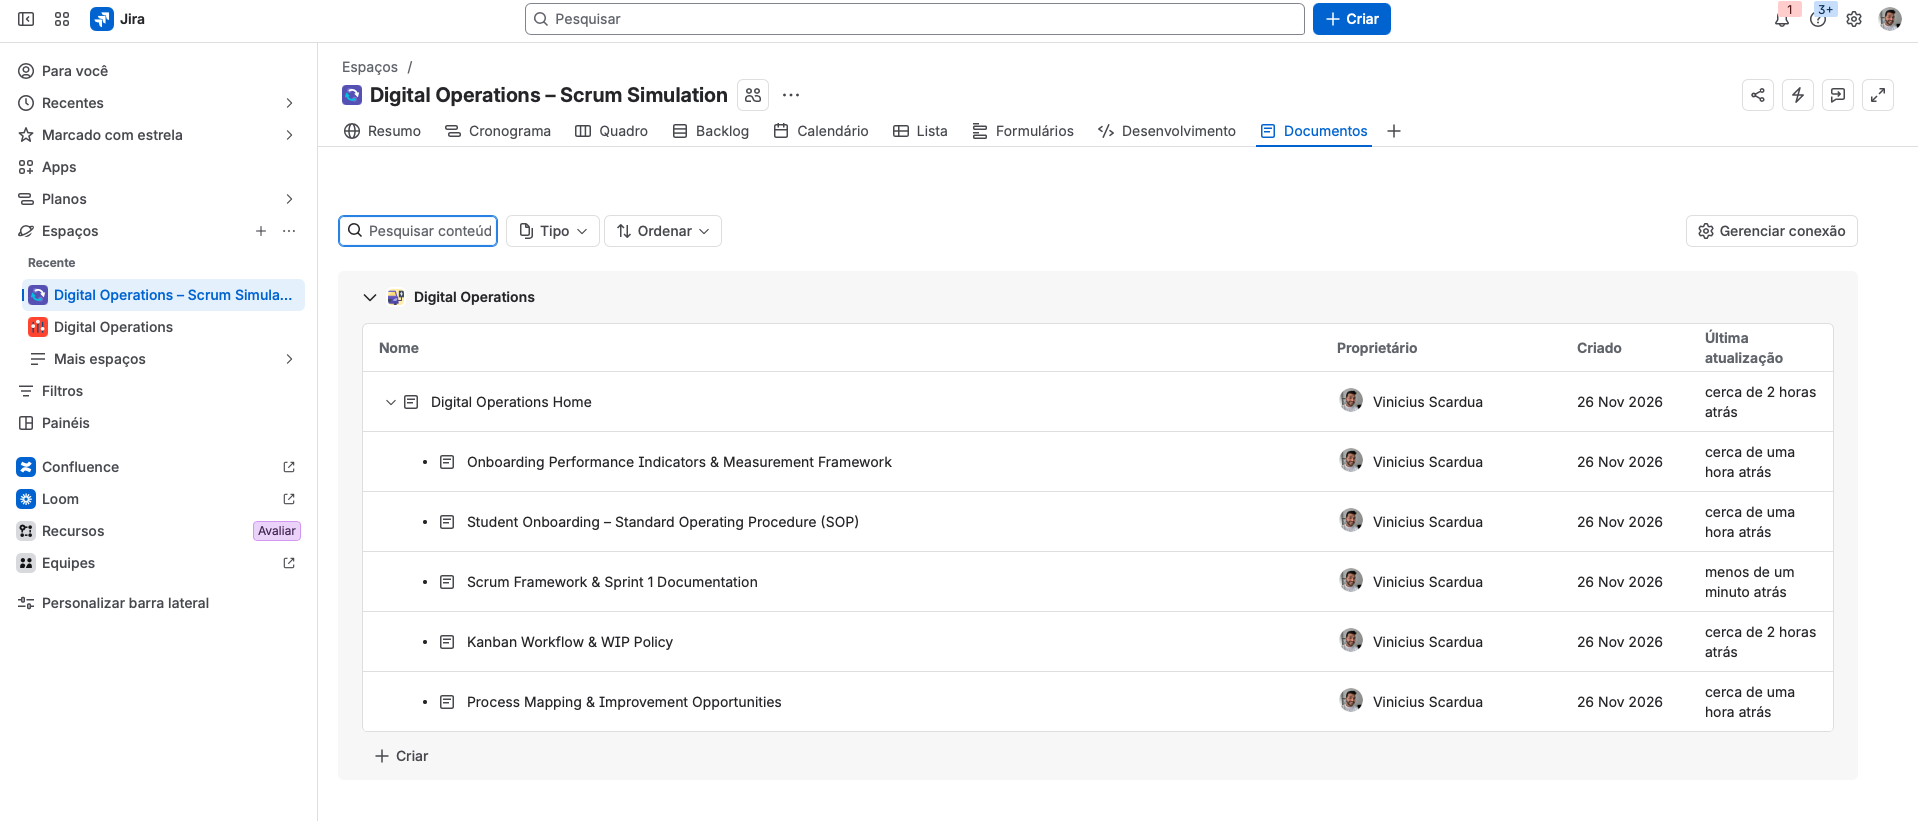 Jira
Pesquisar
Criar
1
3+
Para você
Recentes
Marcado com estrela
Apps
Planos
Espaços
Recente
Digital Operations – Scrum Simula...
Digital Operations
Mais espaços
Filtros
Painéis
Confluence
Loom
Recursos
Avaliar
Equipes
Personalizar barra lateral
Espaços /
Digital Operations – Scrum Simulation
Resumo
Cronograma
Quadro
Backlog
Calendário
Lista
Formulários
Desenvolvimento
Documentos
Pesquisar conteúd
Tipo
Ordenar
Gerenciar conexão
Digital Operations
Nome
Proprietário
Criado
Última
atualização
Digital Operations Home
Vinicius Scardua
26 Nov 2026
cerca de 2 horas
atrás
Onboarding Performance Indicators & Measurement Framework
Vinicius Scardua
26 Nov 2026
cerca de uma
hora atrás
Student Onboarding – Standard Operating Procedure (SOP)
Vinicius Scardua
26 Nov 2026
cerca de uma
hora atrás
Scrum Framework & Sprint 1 Documentation
Vinicius Scardua
26 Nov 2026
menos de um
minuto atrás
Kanban Workflow & WIP Policy
Vinicius Scardua
26 Nov 2026
cerca de 2 horas
atrás
Process Mapping & Improvement Opportunities
Vinicius Scardua
26 Nov 2026
cerca de uma
hora atrás
Criar